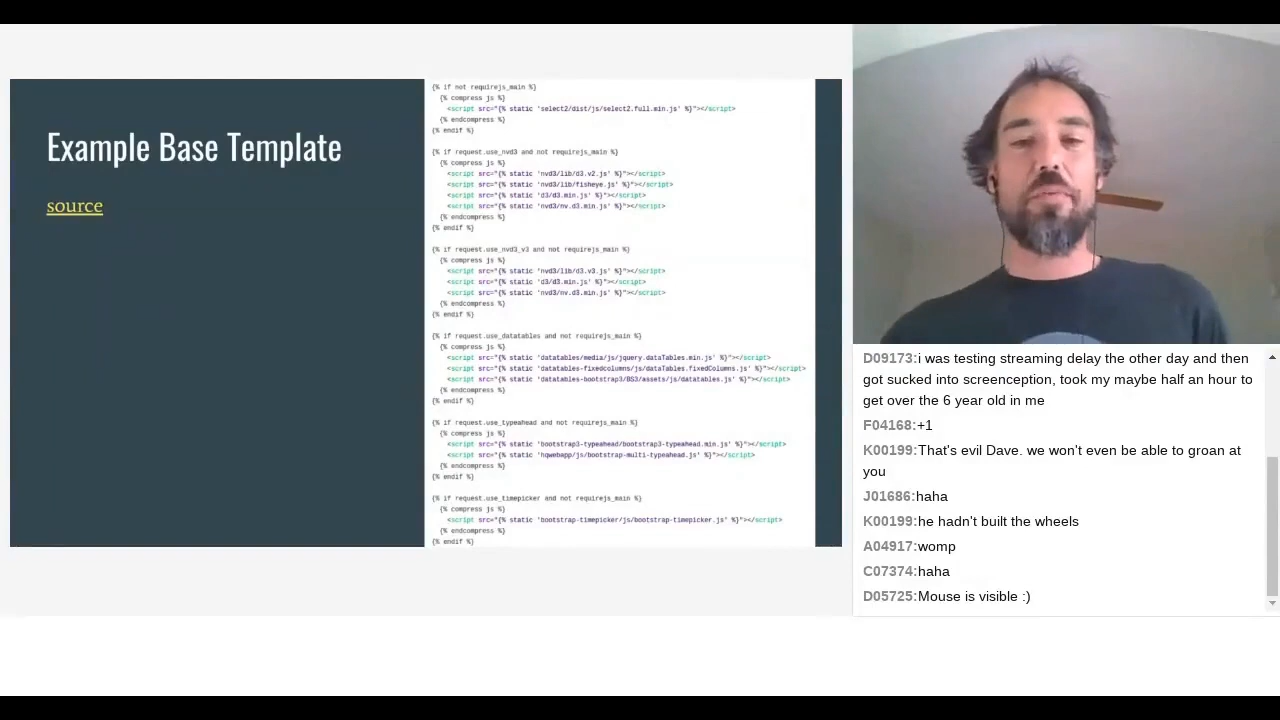 Example Base Template
source
{% if not requirejs_main %}
{% compress js %}
<script src="{% static 'select2/dist/js/select2.full.min.js' %}"></script>
{% endcompress %}
{% endif %}
{% if request.use_nvd3 and not requirejs_main %}
{% compress js %}
<script src="{% static 'nvd3/lib/d3.v2.js' %}"></script>
<script src="{% static 'nvd3/lib/fisheye.js' %}"></script>
<script src="{% static 'd3/d3.min.js' %}"></script>
<script src="{% static 'nvd3/nv.d3.min.js' %}"></script>
{% endcompress %}
{% endif %}
{% if request.use_nvd3_v3 and not requirejs_main %}
{% compress js %}
<script src="{% static 'nvd3/lib/d3.v3.js' %}"></script>
<script src="{% static 'd3/d3.min.js' %}"></script>
<script src="{% static 'nvd3/nv.d3.min.js' %}"></script>
{% endcompress %}
{% endif %}
{% if request.use_datatables and not requirejs_main %}
{% compress js %}
<script src="{% static 'datatables/media/js/jquery.dataTables.min.js' %}"></script>
<script src="{% static 'datatables-fixedcolumns/js/dataTables.fixedColumns.js' %}"></script>
<script src="{% static 'datatables-bootstrap3/BS3/assets/js/datatables.js' %}"></script>
{% endcompress %}
{% endif %}
{% if request.use_typeahead and not requirejs_main %}
{% compress js %}
<script src="{% static 'bootstrap3-typeahead/bootstrap3-typeahead.min.js' %}"></script>
<script src="{% static 'hqwebapp/js/bootstrap-multi-typeahead.js' %}"></script>
{% endcompress %}
{% endif %}
{% if request.use_timepicker and not requirejs_main %}
{% compress js %}
<script src="{% static 'bootstrap-timepicker/js/bootstrap-timepicker.js' %}"></script>
{% endcompress %}
{% endif %}
D09173:i was testing streaming delay the other day and then
got sucked into screenception, took my maybe half an hour to
get over the 6 year old in me
F04168:+1
K00199:That's evil Dave. we won't even be able to groan at
you
J01686:haha
K00199:he hadn't built the wheels
A04917:womp
C07374:haha
D05725:Mouse is visible :)